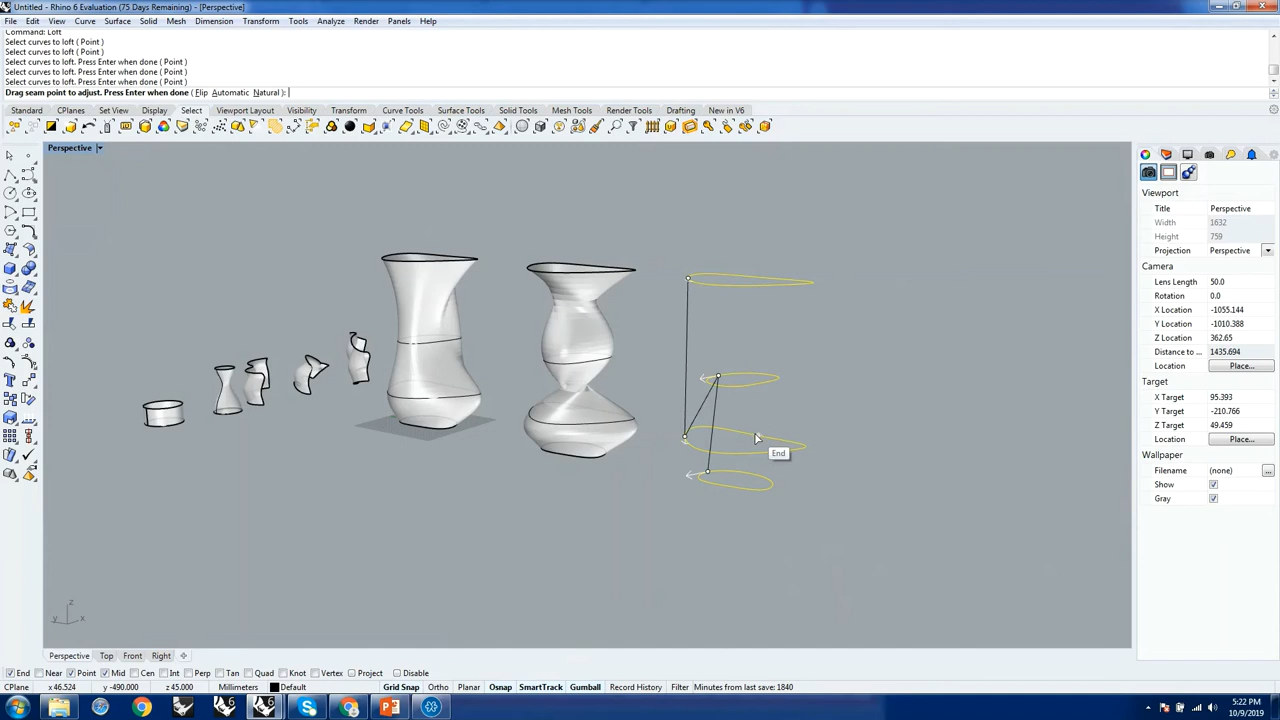 Untitled - Rhino 6 Evaluation (75 Days Remaining) - [Perspective]
File Edit View Curve Surface Solid Mesh Dimension Transform Tools Analyze Render Panels Help
Command: Loft
Select curves to loft ( Point )
Select curves to loft ( Point )
Select curves to loft. Press Enter when done ( Point )
Select curves to loft. Press Enter when done ( Point )
Select curves to loft. Press Enter when done ( Point )
Drag seam point to adjust. Press Enter when done ( Flip Automatic Natural ):
Standard CPlanes Set View Display Select Viewport Layout Visibility Transform Curve Tools Surface Tools Solid Tools Mesh Tools Render Tools Drafting New in V6
Perspective
Viewport
Title Perspective
Width 1632
Height 759
Projection Perspective
Camera
Lens Length 50.0
Rotation 0.0
X Location -1055.144
Y Location -1010.388
Z Location 362.65
Distance to ... 1435.694
Location Place...
Target
X Target 95.393
Y Target -210.766
Z Target 49.459
Location Place...
Wallpaper
Filename (none) ...
Show
Gray
End
z
y x
Perspective Top Front Right
End Near Point Mid Cen Int Perp Tan Quad Knot Vertex Project Disable
CPlane x 46.524 y -490.000 z 45.000 Millimeters Default Grid Snap Ortho Planar Osnap SmartTrack Gumball Record History Filter Minutes from last save: 1840
5:22 PM
10/9/2019